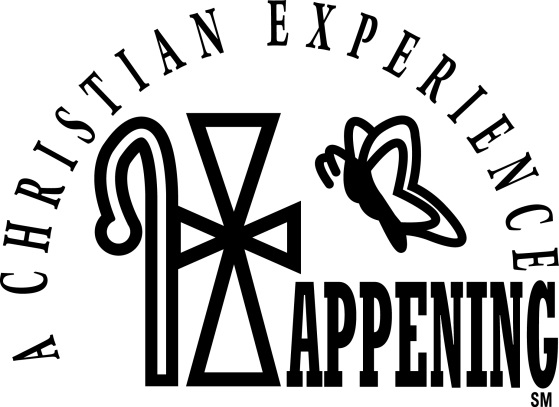 A CHRISTIAN EXPERIENCE
HAPPENING
SM